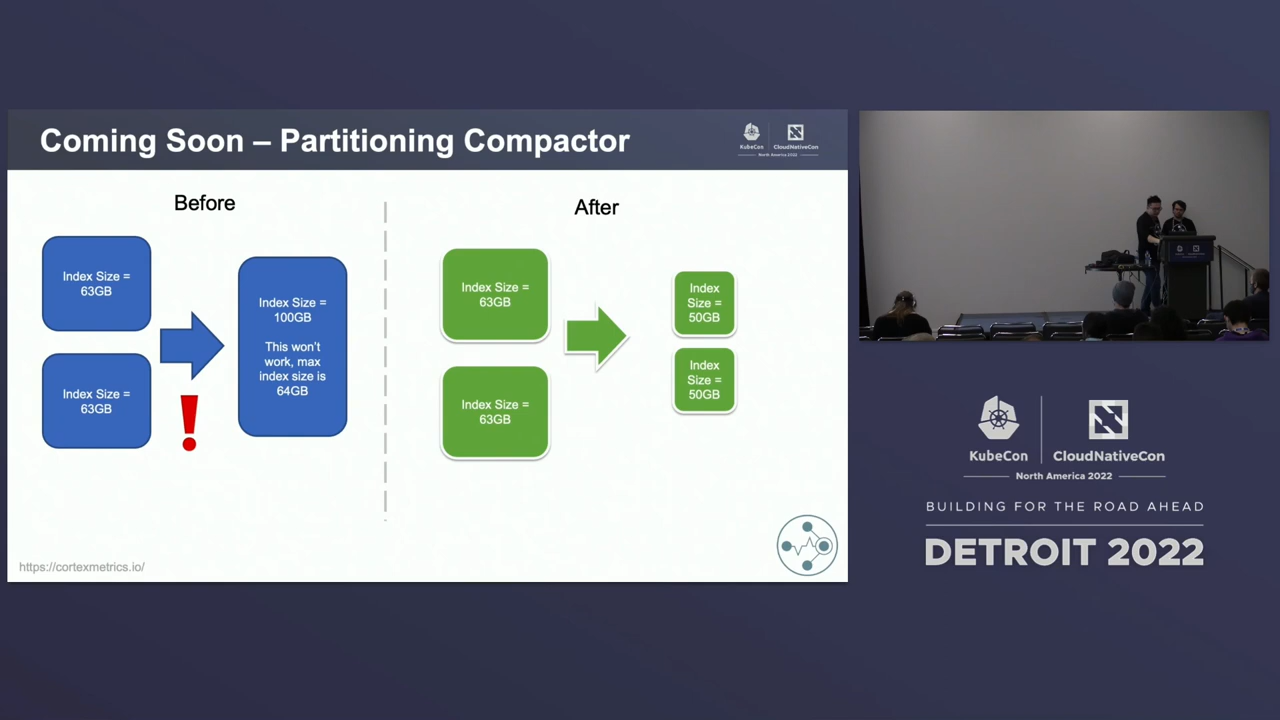 Coming Soon – Partitioning Compactor
KubeCon
CloudNativeCon
North America 2022
Before
After
Index Size =
63GB
Index Size =
63GB
Index Size =
100GB
This won't
work, max
index size is
64GB
!
Index Size =
63GB
Index Size =
63GB
Index
Size =
50GB
Index
Size =
50GB
https://cortexmetrics.io/
KubeCon
CloudNativeCon
North America 2022
BUILDING FOR THE ROAD AHEAD
DETROIT 2022